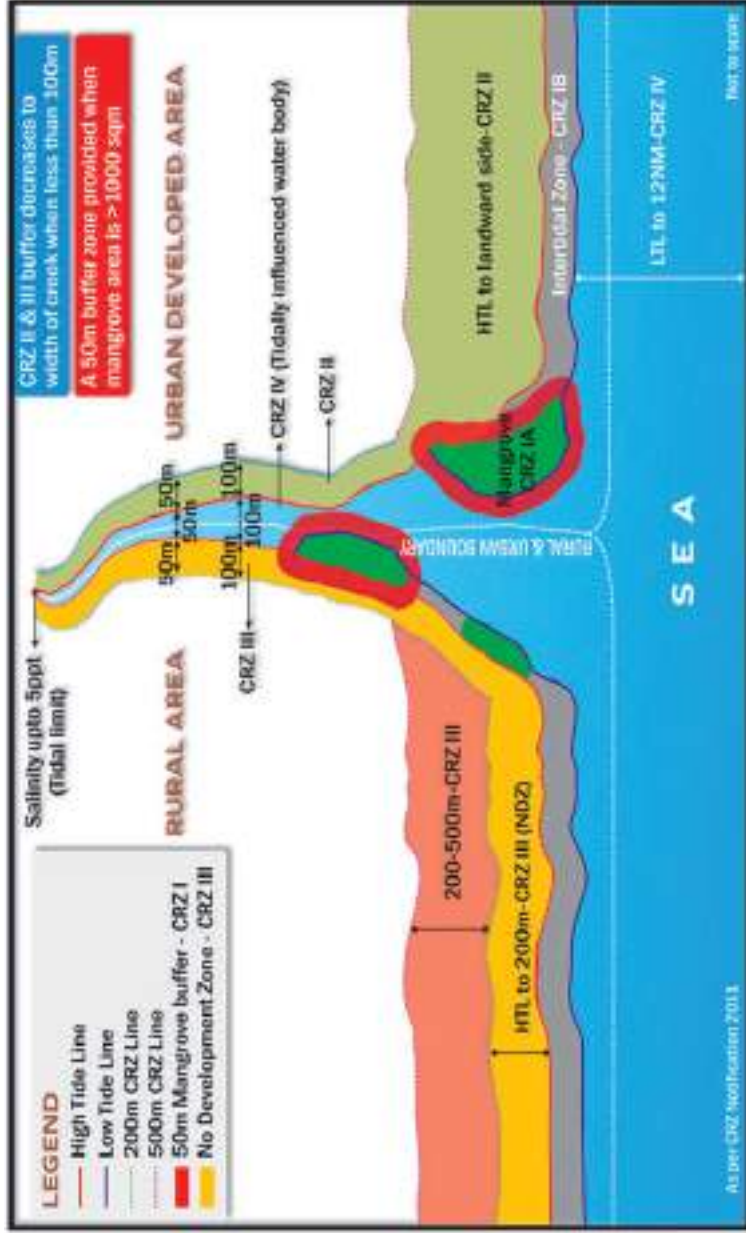 CRZ II & III buffer decreases to
width of creek when less than 100m
A 50m buffer zone provided when
mangrove area is >1000 sqm
LEGEND
High Tide Line
Low Tide Line
200m CRZ Line
500m CRZ Line
50m Mangrove buffer - CRZ I
No Development Zone - CRZ III
Salinity upto 5ppt
(Tidal limit)
RURAL AREA
URBAN DEVELOPED AREA
50m
50m
50m
100m
100m
100m
CRZ III
CRZ IV (Tidally influenced water body)
CRZ II
200-500m-CRZ III
HTL to 200m-CRZ III (NDZ)
HTL to landward side-CRZ II
Mangrove
CRZ IA
RURAL & URBAN BOUNDARY
Intertidal Zone - CRZ IB
LTL to 12NM-CRZ IV
SEA
As per CRZ Notification 2011
Not to scale